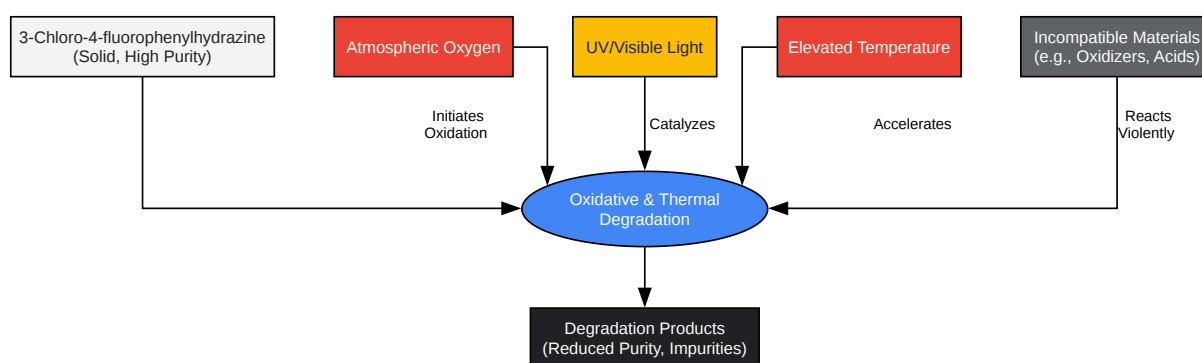 3-Chloro-4-fluorophenylhydrazine
(Solid, High Purity)
Atmospheric Oxygen
UV/Visible Light
Elevated Temperature
Incompatible Materials
(e.g., Oxidizers, Acids)
Initiates
Oxidation
Catalyzes
Accelerates
Reacts
Violently
Oxidative & Thermal
Degradation
Degradation Products
(Reduced Purity, Impurities)